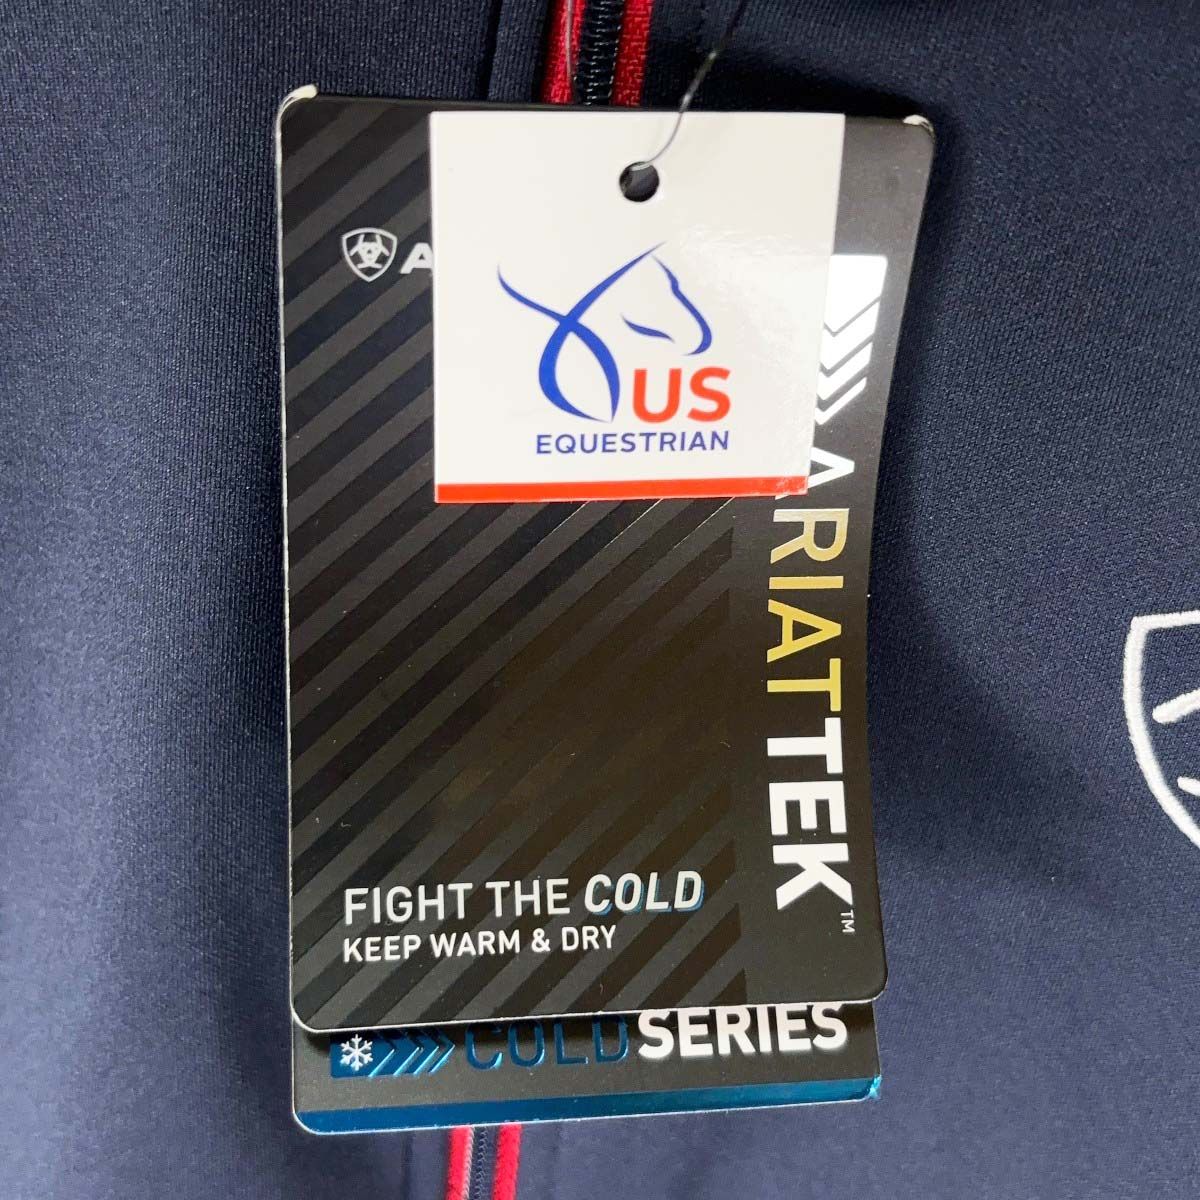 US
EQUESTRIAN
ARIATTEK™
FIGHT THE COLD
KEEP WARM & DRY
COLD SERIES